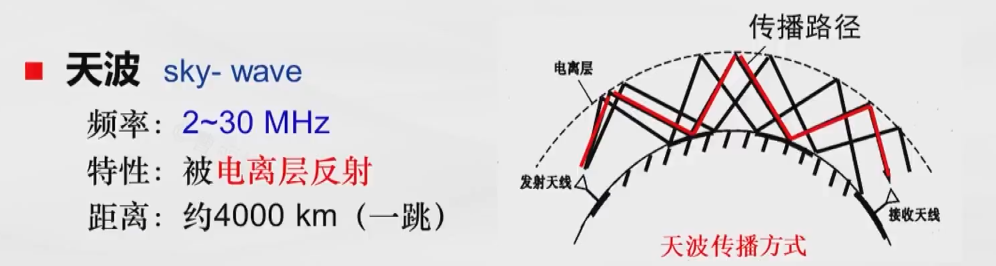 天波 sky- wave
频率：2~30 MHz
特性：被电离层反射
距离：约4000 km（一跳）
传播路径
电离层
发射天线
接收天线
天波传播方式